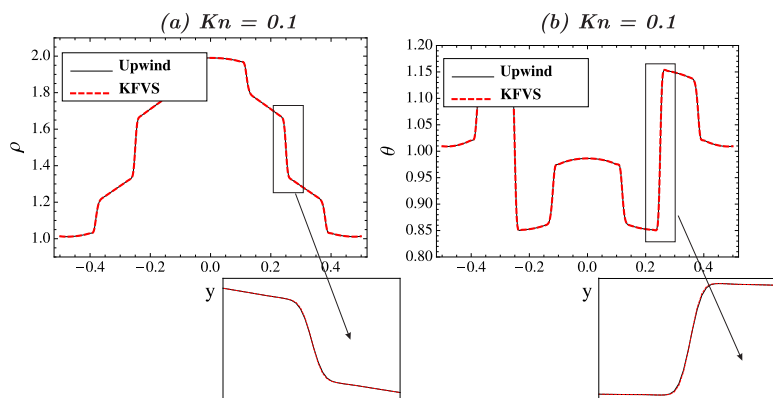 (a) Kn = 0.1
2.0
1.8
1.6
1.4
1.2
1.0
ρ
Upwind
KFVS
−0.4 −0.2 0.0 0.2 0.4
y
(b) Kn = 0.1
1.20
1.15
1.10
1.05
1.00
0.95
0.90
0.85
0.80
θ
Upwind
KFVS
−0.4 −0.2 0.0 0.2 0.4
y